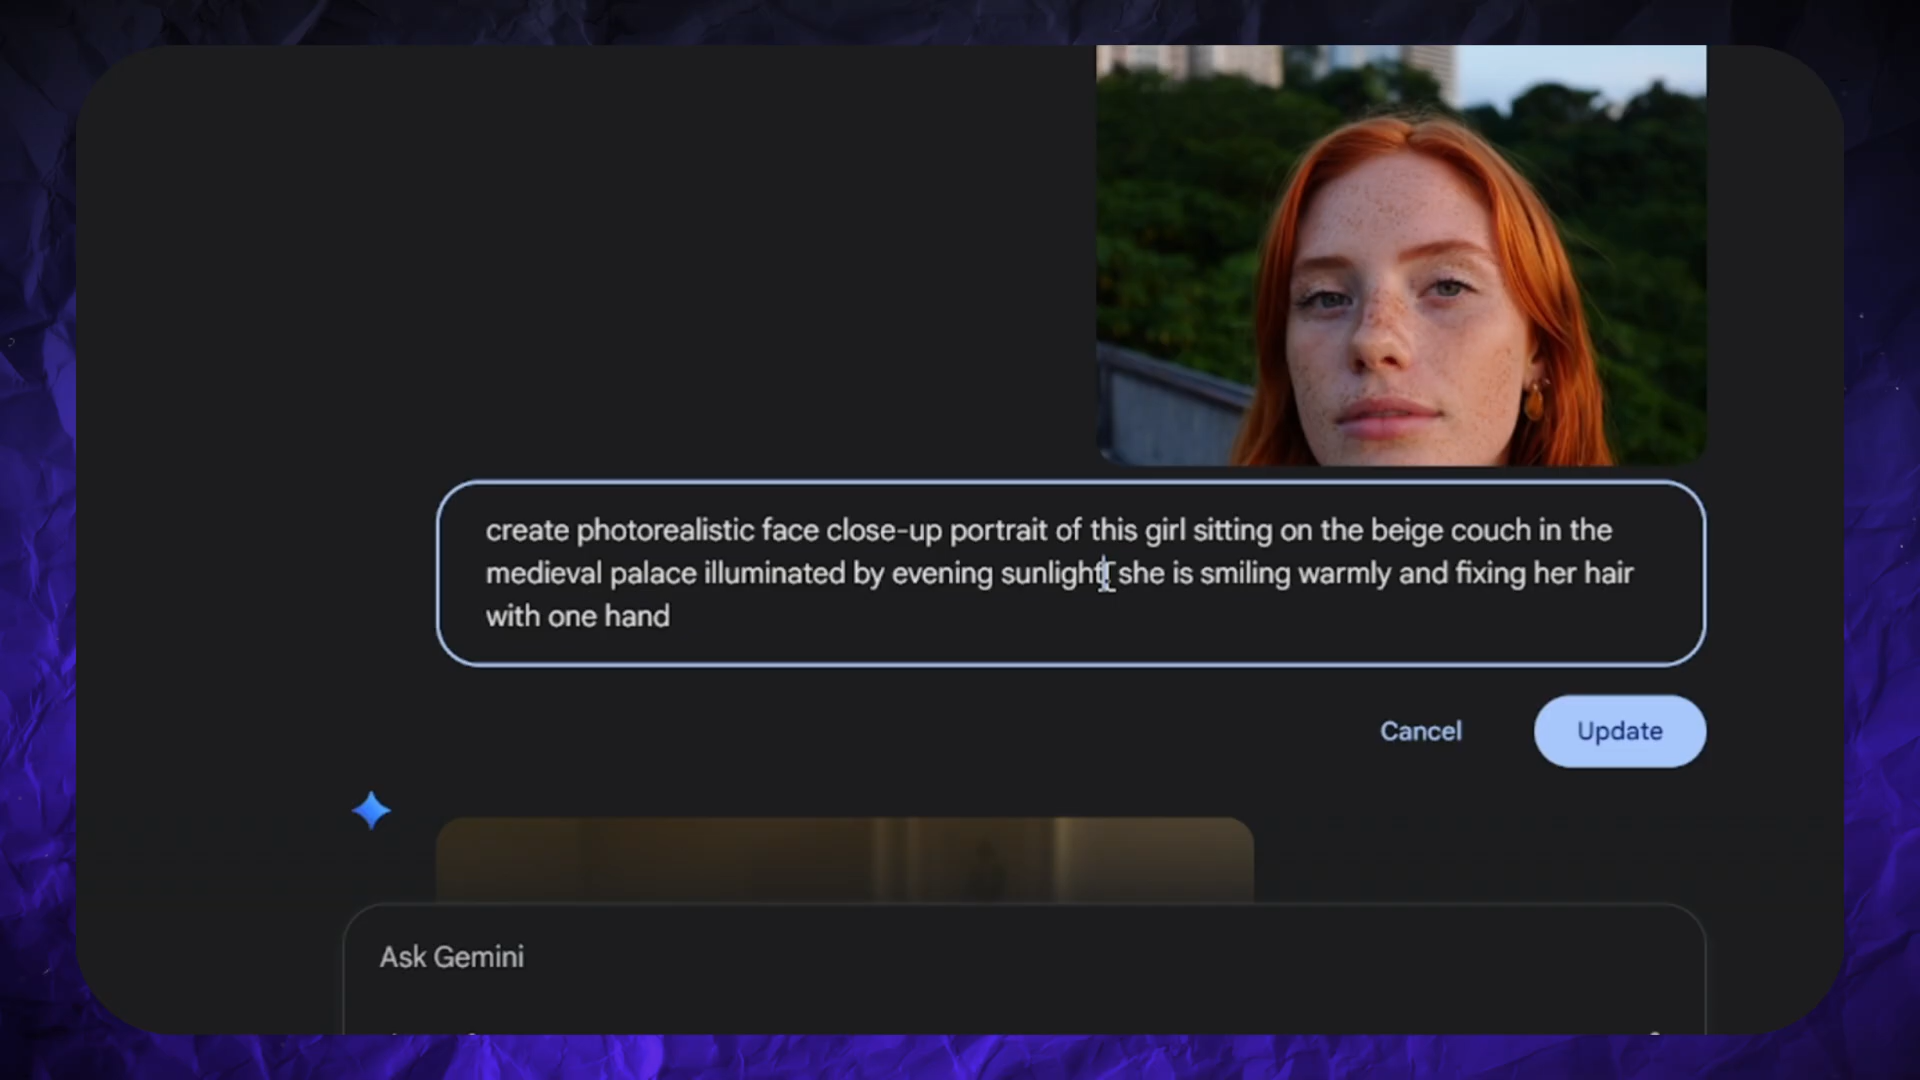 create photorealistic face close-up portrait of this girl sitting on the beige couch in the
medieval palace illuminated by evening sunlight, she is smiling warmly and fixing her hair
with one hand
Cancel
Update
Ask Gemini